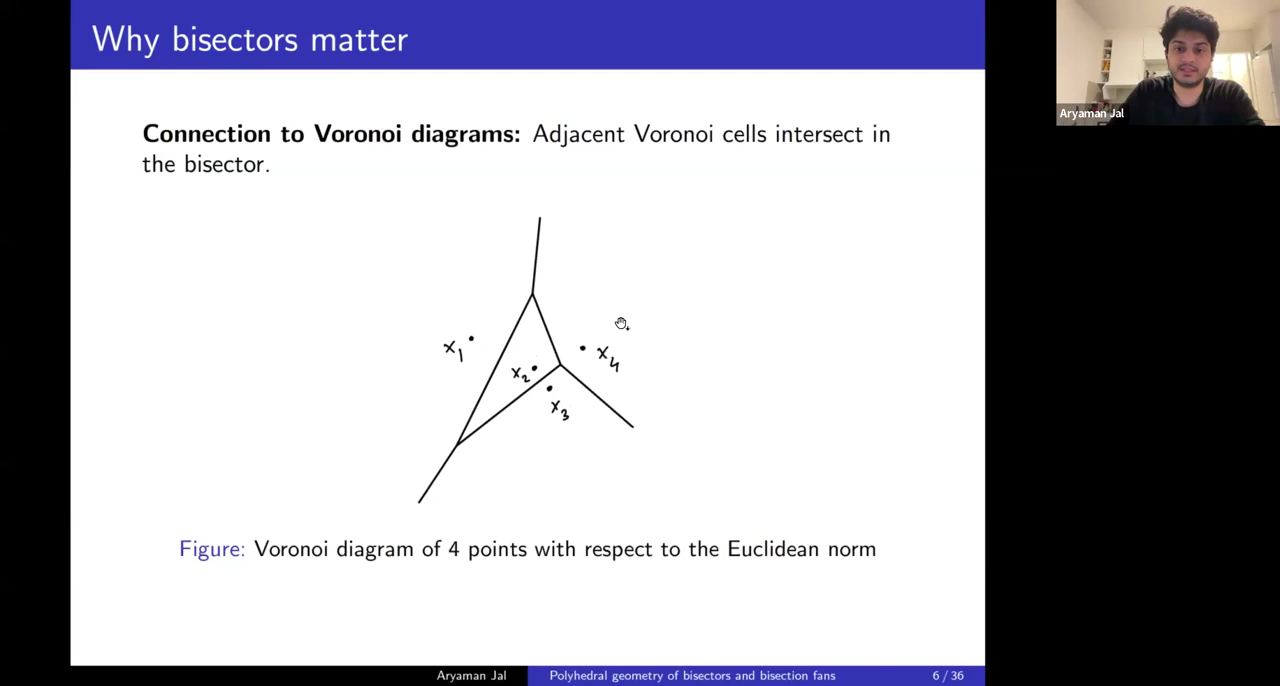 Why bisectors matter
Aryaman Jal
Connection to Voronoi diagrams: Adjacent Voronoi cells intersect in
the bisector.
x1
x2
x3
x4
Figure: Voronoi diagram of 4 points with respect to the Euclidean norm
Aryaman Jal Polyhedral geometry of bisectors and bisection fans 6 / 36